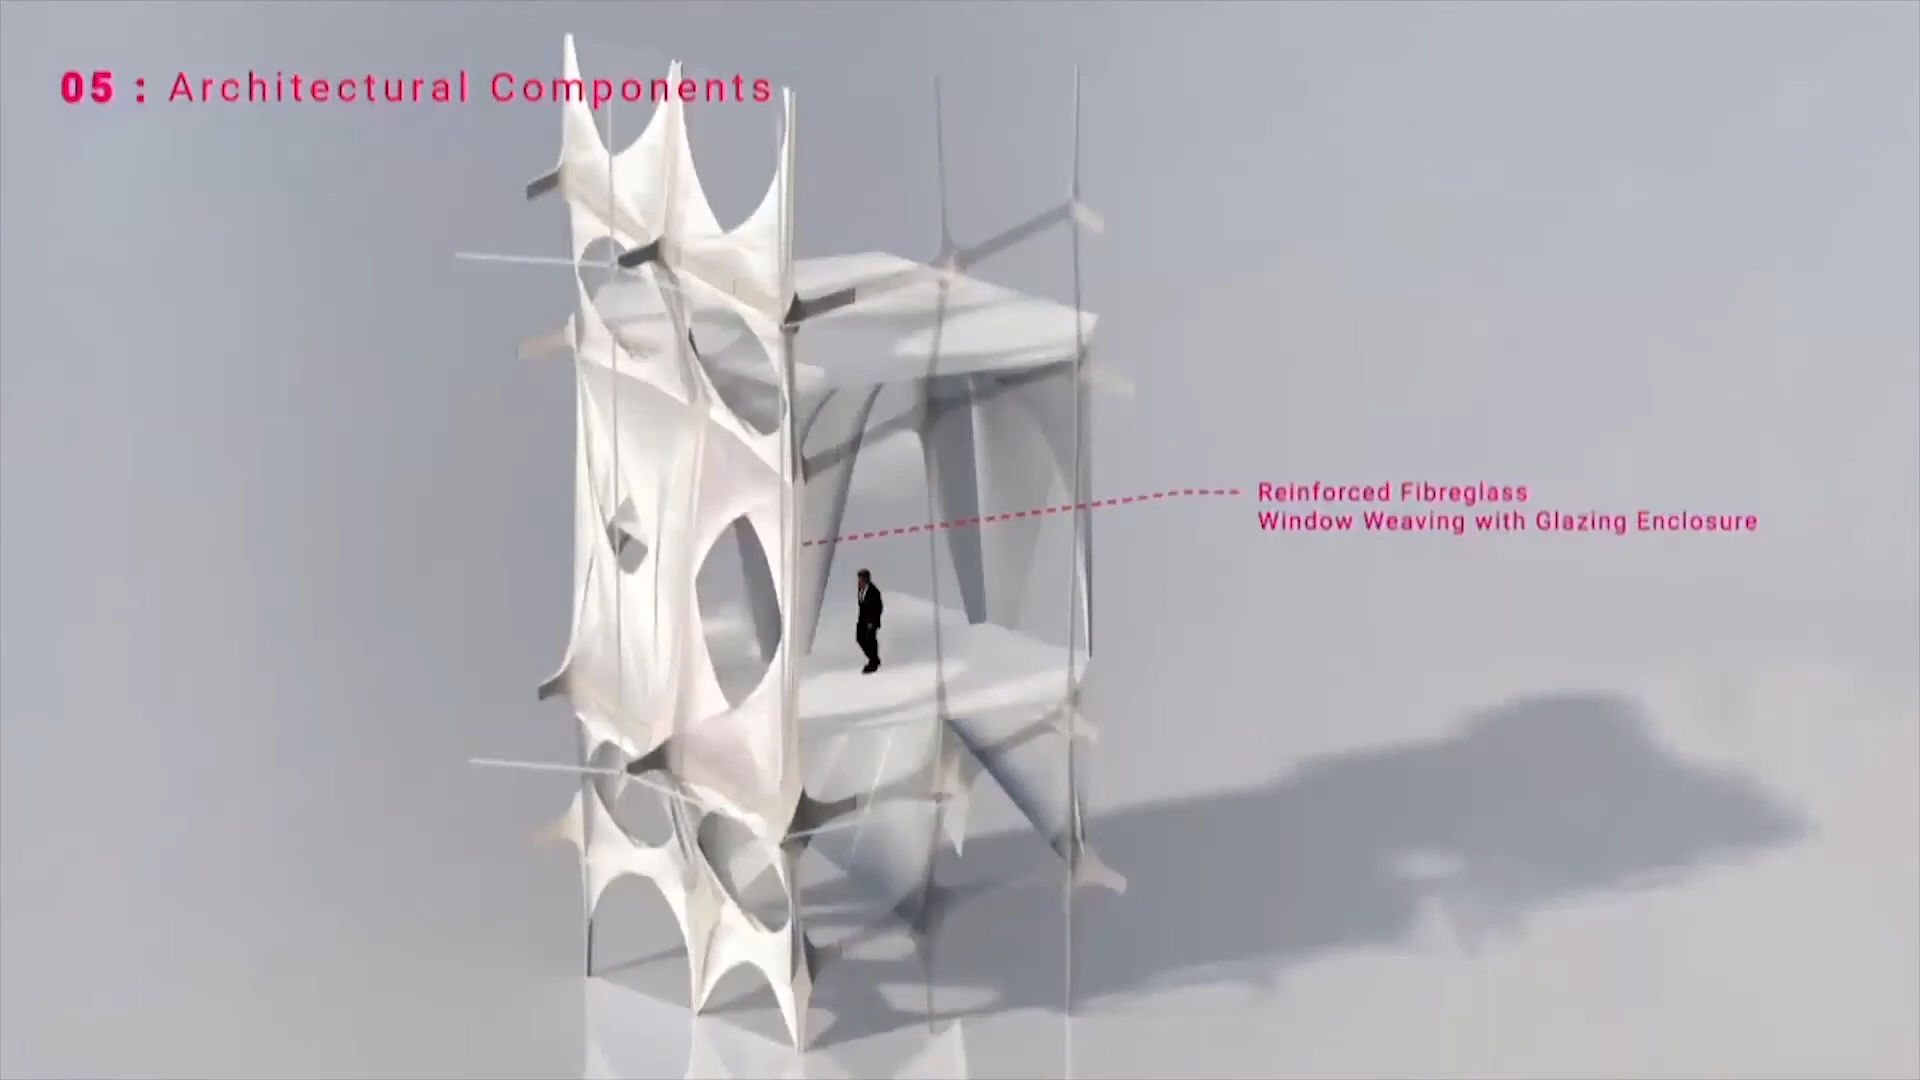 05 : Architectural Components
Reinforced Fibreglass
Window Weaving with Glazing Enclosure